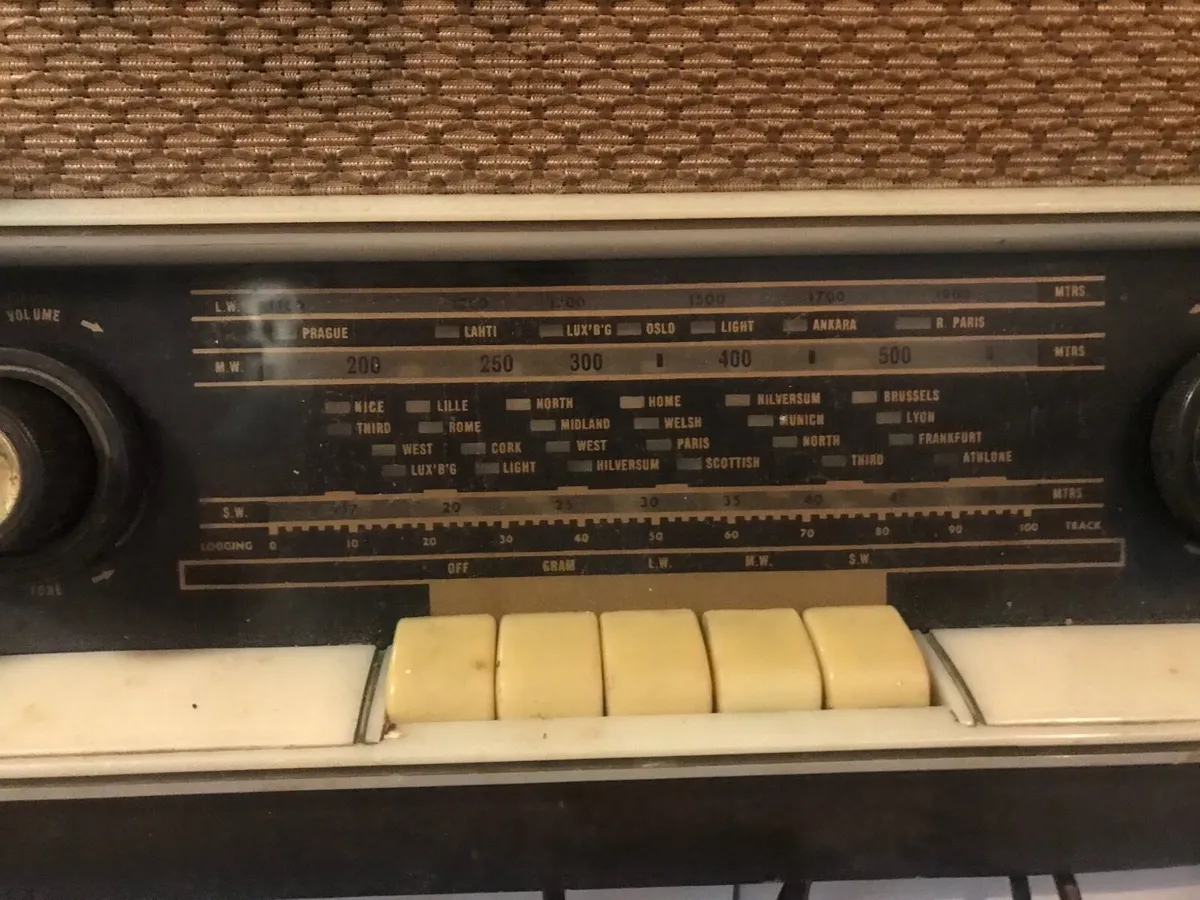 VOLUME
L.W. 1500 1700 1900 MTRS
PRAGUE LAHTI LUX'B'G OSLO LIGHT ANKARA R. PARIS
M.W. 200 250 300 400 500 MTRS
NICE LILLE NORTH HOME HILVERSUM BRUSSELS
THIRD ROME MIDLAND WELSH MUNICH LYON
WEST CORK WEST PARIS NORTH FRANKFURT
LUX'B'G LIGHT HILVERSUM SCOTTISH THIRD ATHLONE
S.W. 17 20 25 30 35 40 MTRS
LOGGING 0 10 20 30 40 50 60 70 80 90 100 TRACK
TONE
OFF GRAM L.W. M.W. S.W.